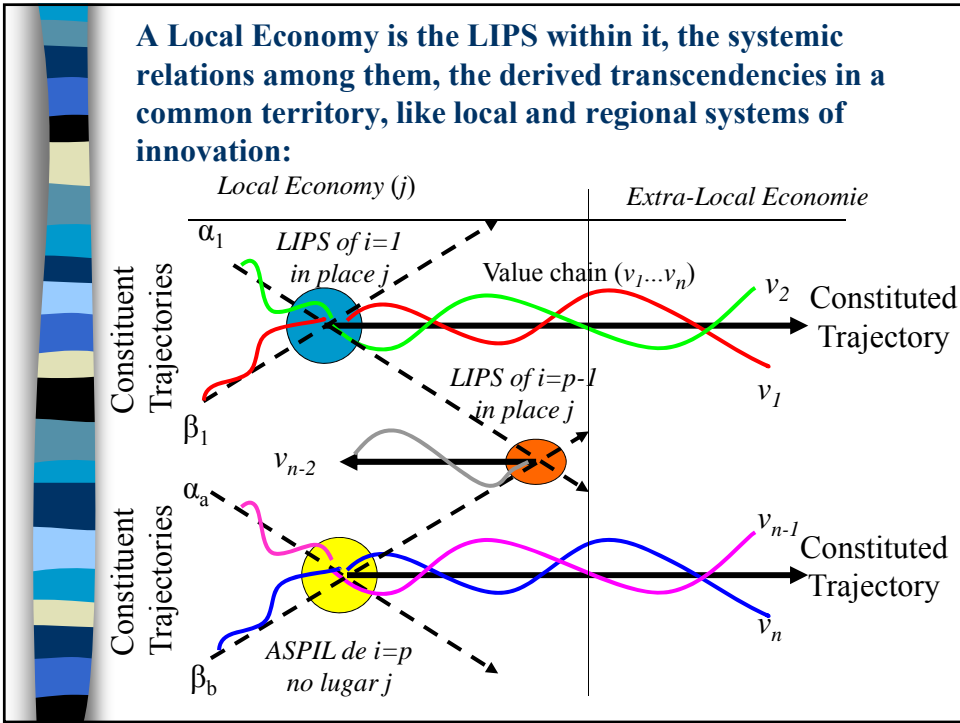 A Local Economy is the LIPS within it, the systemic
relations among them, the derived transcendencies in a
common territory, like local and regional systems of
innovation:
Local Economy (j)
Extra-Local Economie
α1
LIPS of i=1
in place j
Value chain (v1...vn)
v2
Constituent
Trajectories
Constituted
Trajectory
LIPS of i=p-1
in place j
v1
β1
vn-2
αa
vn-1
Constituent
Trajectories
Constituted
Trajectory
vn
ASPIL de i=p
no lugar j
βb